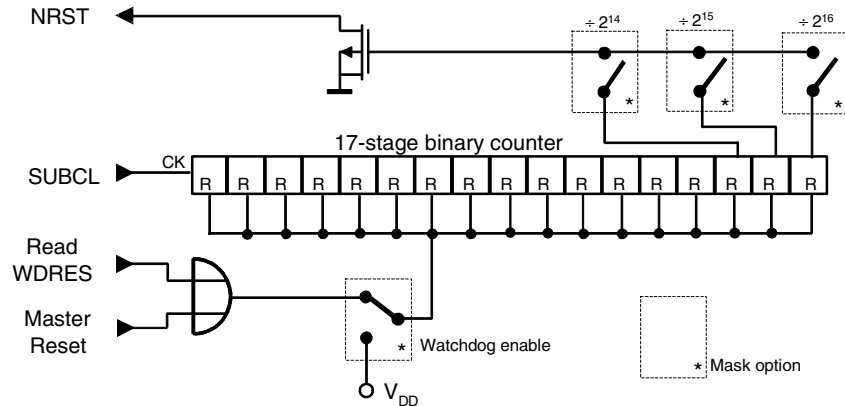 NRST
÷ 2¹⁴ ÷ 2¹⁵ ÷ 2¹⁶
* * *
17-stage binary counter
SUBCL
CK
R R R R R R R R R R R R R R R R R
Read
WDRES
Master
Reset
* Watchdog enable
V_DD
* Mask option